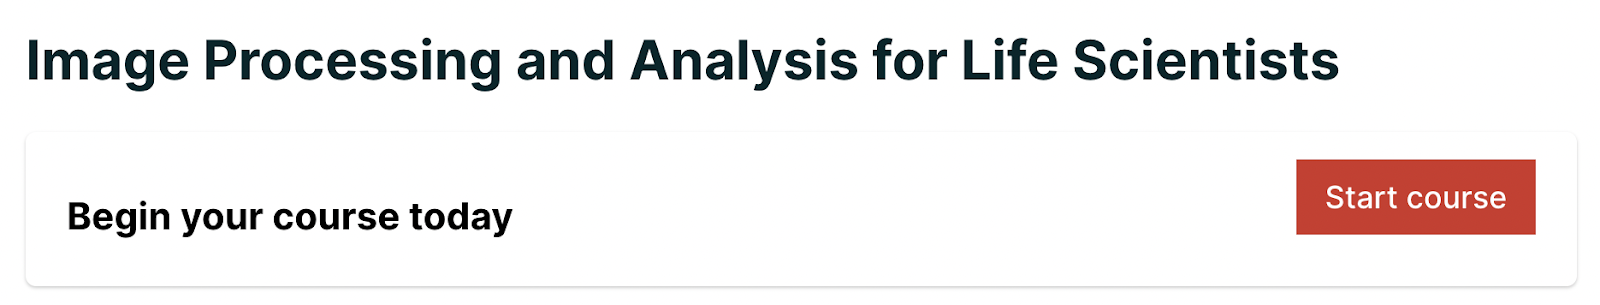 Image Processing and Analysis for Life Scientists
Begin your course today
Start course